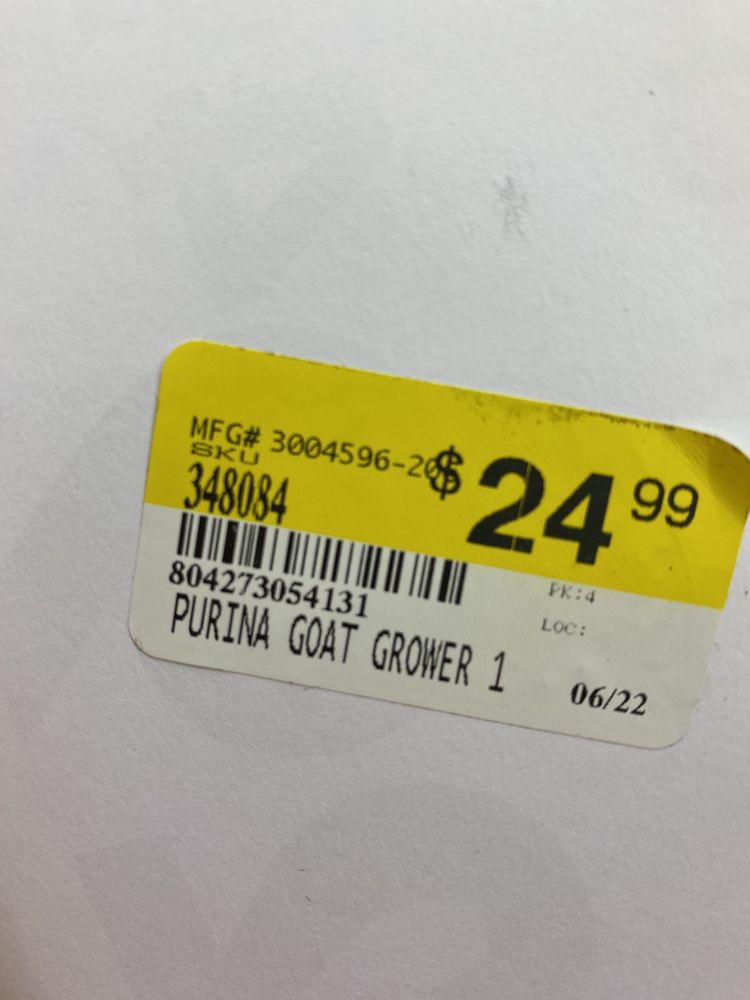 MFG# 3004596-20
$24.99
SKU
348084
804273054131
PK:4
LOC:
PURINA GOAT GROWER 1
06/22